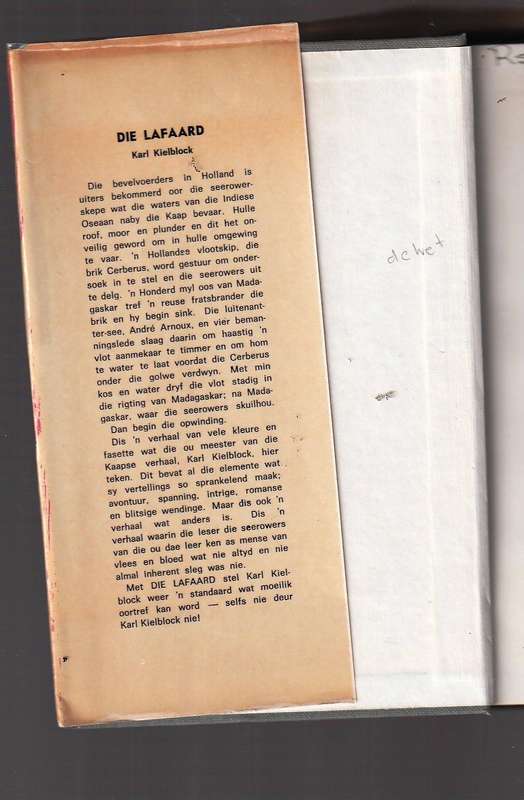 DIE LAFAARD
Karl Kielblock
Die bevelvoerders in Holland is
uiters bekommerd oor die seerower-
skepe wat die waters van die Indiese
Oseaan naby die Kaap bevaar. Hulle
roof, moor en plunder en dit het on-
veilig geword om in hulle omgewing
te vaar. 'n Hollandse vlootskip, die
brik Cerberus, word gestuur om onder-
soek in te stel en die seerowers uit
te delg. 'n Honderd myl oos van Mada-
gaskar tref 'n reuse fratsbrander die
brik en hy begin sink. Die luitenant-
ter-see, André Arnoux, en vier beman-
ningslede slaag daarin om haastig 'n
vlot aanmekaar te timmer en om hom
te water te laat voordat die Cerberus
onder die golwe verdwyn. Met min
kos en water dryf die vlot stadig in
die rigting van Madagaskar; na Mada-
gaskar, waar die seerowers skuilhou.
Dan begin die opwinding.
Dis 'n verhaal van vele kleure en
fasette wat die ou meester van die
Kaapse verhaal, Karl Kielblock, hier
teken. Dit bevat al die elemente wat
sy vertellings so sprankelend maak;
avontuur, spanning, intrige, romanse
en blitsige wendinge. Maar dis ook 'n
verhaal wat anders is. Dis 'n
verhaal waarin die leser die seerowers
van die ou dae leer ken as mense van
vlees en bloed wat nie altyd en nie
almal inherent sleg was nie.
Met DIE LAFAARD stel Karl Kiel-
block weer 'n standaard wat moeilik
oortref kan word — selfs nie deur
Karl Kielblock nie!
de Wet